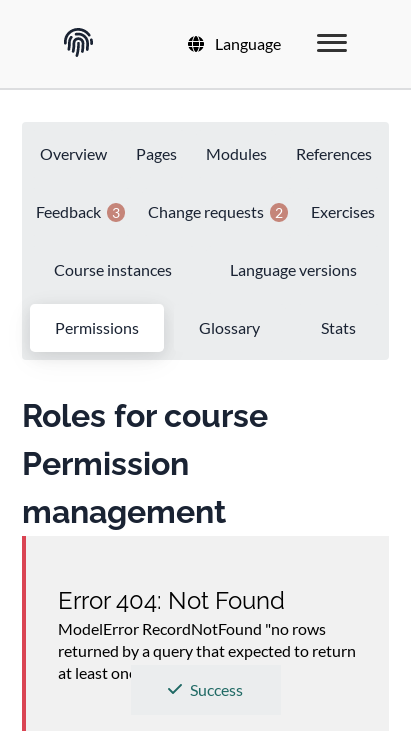 Language
Overview Pages Modules References
Feedback 3 Change requests 2 Exercises
Course instances Language versions
Permissions Glossary Stats
Roles for course
Permission
management
Error 404: Not Found
ModelError RecordNotFound "no rows
returned by a query that expected to return
at least
Success